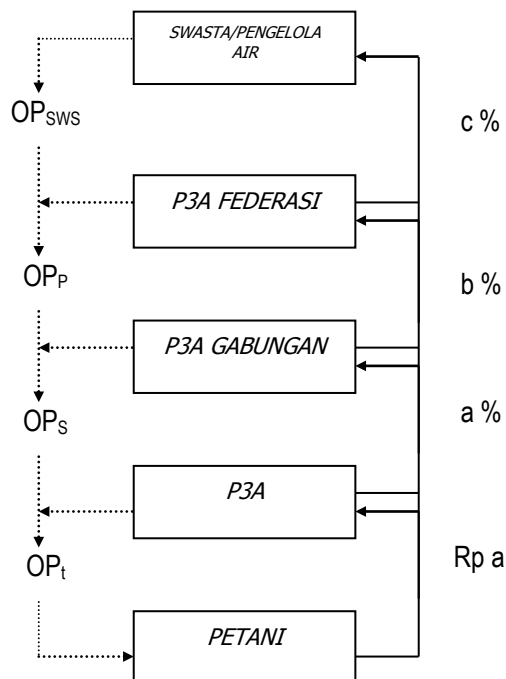 SWASTA/PENGELOLA
AIR
OPSWS
c %
P3A FEDERASI
OPP
b %
P3A GABUNGAN
OPS
a %
P3A
OPt
Rp a
PETANI